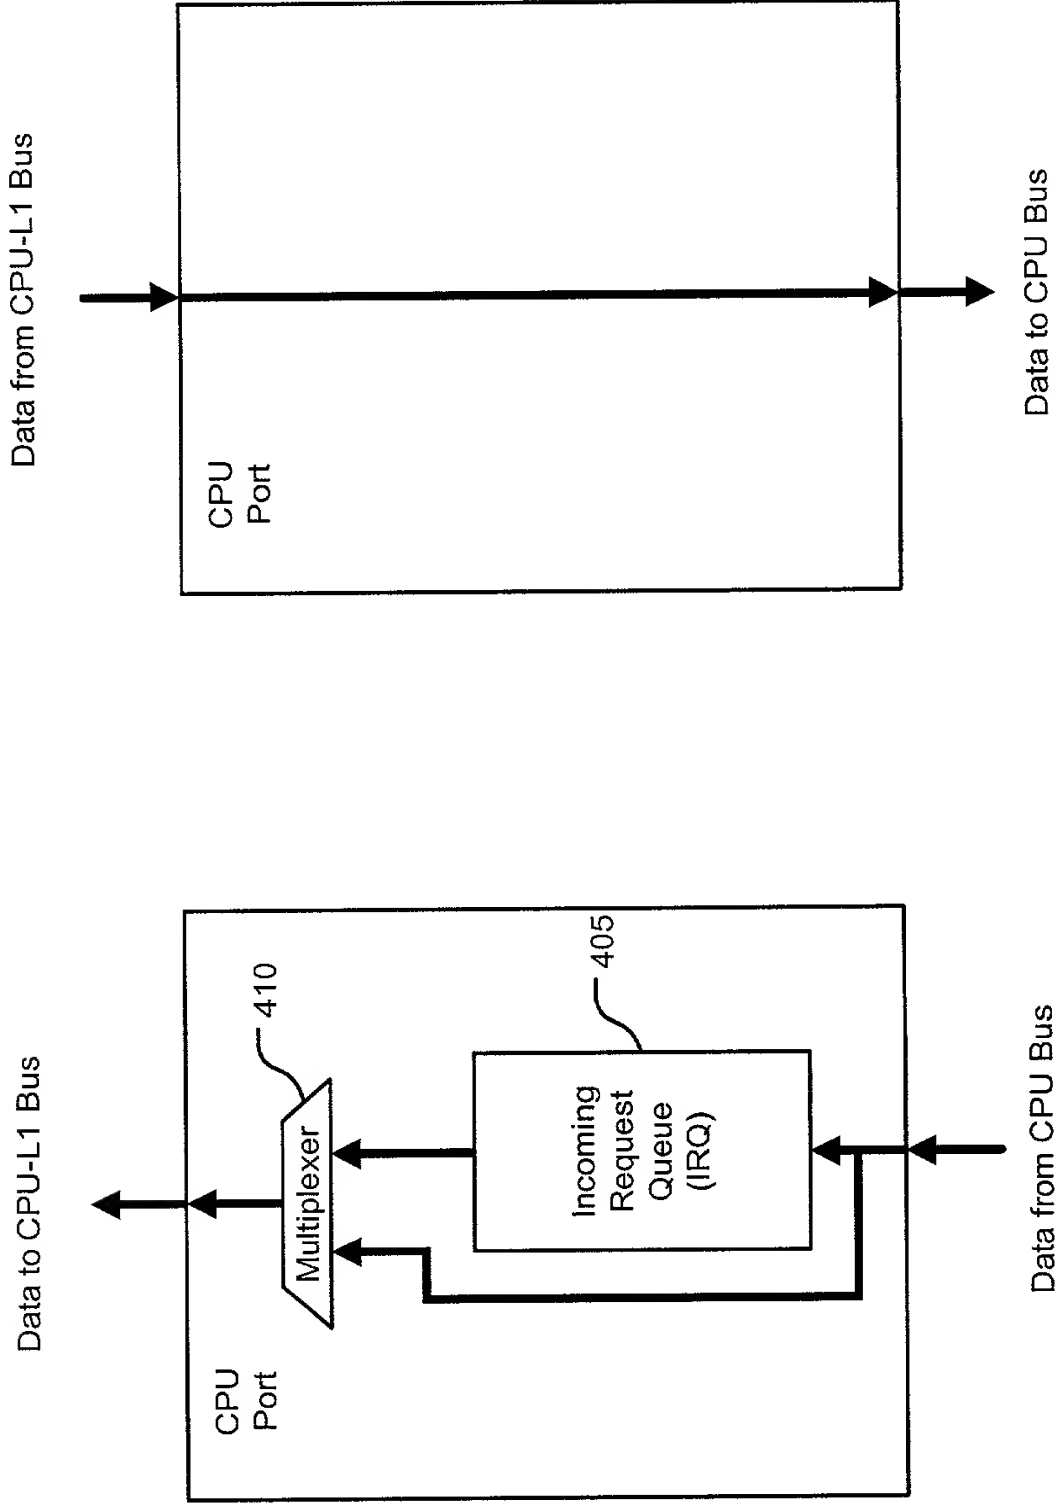 Data to CPU-L1 Bus
CPU
Port
410
Multiplexer
405
Incoming
Request
Queue
(IRQ)
Data from CPU Bus
Data from CPU-L1 Bus
CPU
Port
Data to CPU Bus